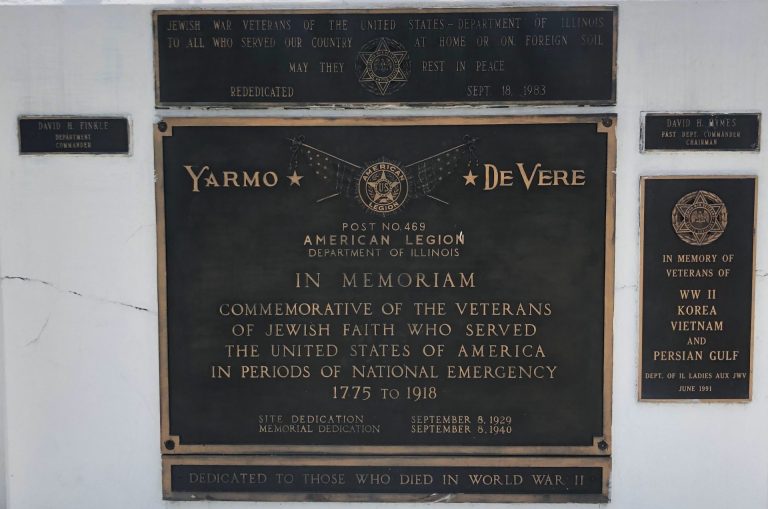 JEWISH WAR VETERANS OF THE UNITED STATES - DEPARTMENT OF ILLINOIS
TO ALL WHO SERVED OUR COUNTRY AT HOME OR ON FOREIGN SOIL
MAY THEY REST IN PEACE
REDEDICATED SEPT. 18, 1983
DAVID H. FINKLE
DEPARTMENT
COMMANDER
DAVID H. HYMES
PAST DEPT. COMMANDER
CHAIRMAN
YARMO ★ ★ DE VERE
AMERICAN
US
LEGION
POST NO. 469
AMERICAN LEGION
DEPARTMENT OF ILLINOIS
IN MEMORIAM
COMMEMORATIVE OF THE VETERANS
OF JEWISH FAITH WHO SERVED
THE UNITED STATES OF AMERICA
IN PERIODS OF NATIONAL EMERGENCY
1775 TO 1918
SITE DEDICATION SEPTEMBER 8, 1929
MEMORIAL DEDICATION SEPTEMBER 8, 1940
DEDICATED TO THOSE WHO DIED IN WORLD WAR II
IN MEMORY OF
VETERANS OF
WW II
KOREA
VIETNAM
AND
PERSIAN GULF
DEPT. OF IL LADIES AUX JWV
JUNE 1991